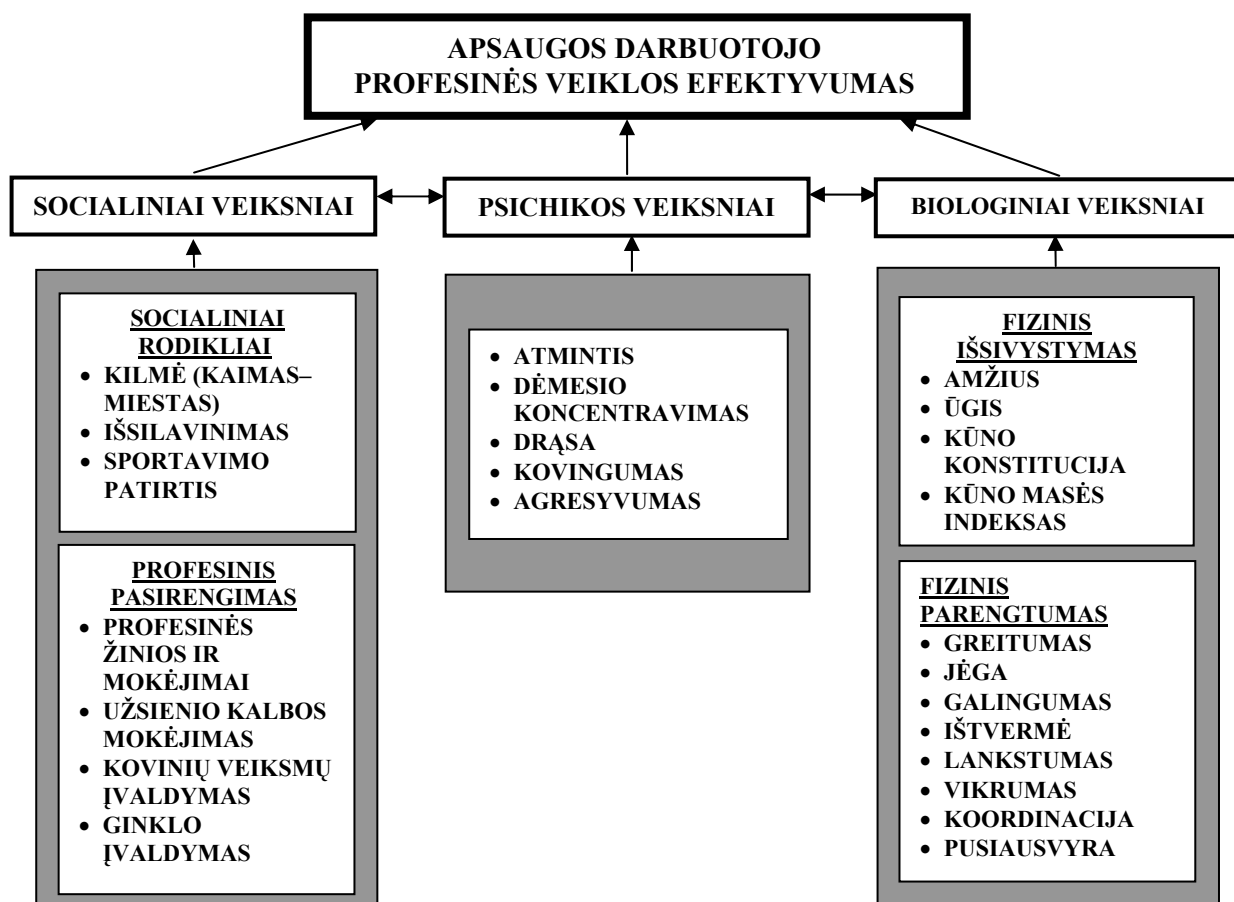 APSAUGOS DARBUOTOJO
PROFESINĖS VEIKLOS EFEKTYVUMAS
SOCIALINIAI VEIKSNIAI
PSICHIKOS VEIKSNIAI
BIOLOGINIAI VEIKSNIAI
SOCIALINIAI
RODIKLIAI
• KILMĖ (KAIMAS–
MIESTAS)
• IŠSILAVINIMAS
• SPORTAVIMO
PATIRTIS
PROFESINIS
PASIRENGIMAS
• PROFESINĖS
ŽINIOS IR
MOKĖJIMAI
• UŽSIENIO KALBOS
MOKĖJIMAS
• KOVINIŲ VEIKSMŲ
ĮVALDYMAS
• GINKLO
ĮVALDYMAS
• ATMINTIS
• DĖMESIO
KONCENTRAVIMAS
• DRĄSA
• KOVINGUMAS
• AGRESYVUMAS
FIZINIS
IŠSIVYSTYMAS
• AMŽIUS
• ŪGIS
• KŪNO
KONSTITUCIJA
• KŪNO MASĖS
INDEKSAS
FIZINIS
PARENGTUMAS
• GREITUMAS
• JĖGA
• GALINGUMAS
• IŠTVERMĖ
• LANKSTUMAS
• VIKRUMAS
• KOORDINACIJA
• PUSIAUSVYRA